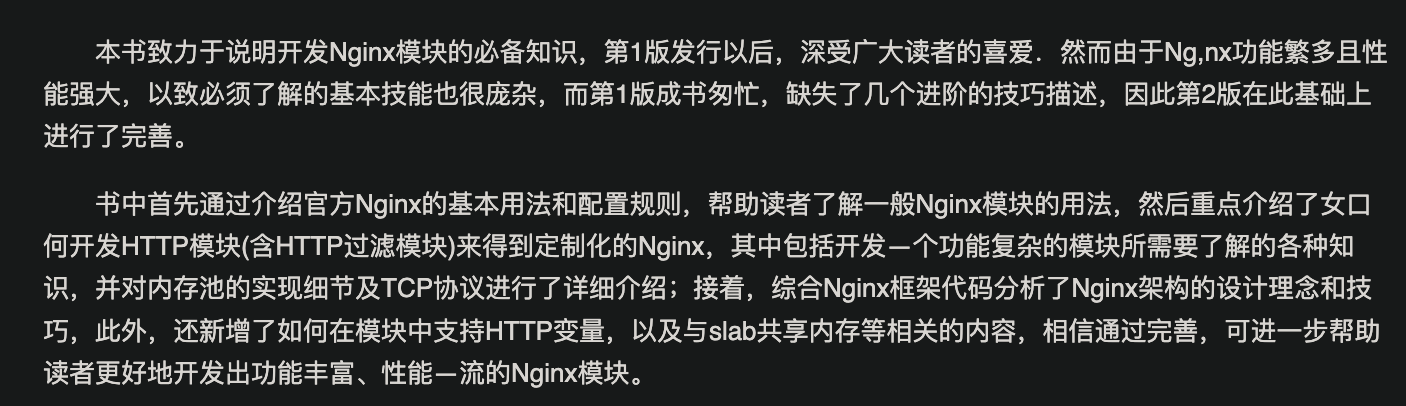 本书致力于说明开发Nginx模块的必备知识，第1版发行以后，深受广大读者的喜爱．然而由于Ng,nx功能繁多且性
能强大，以致必须了解的基本技能也很庞杂，而第1版成书匆忙，缺失了几个进阶的技巧描述，因此第2版在此基础上
进行了完善。
书中首先通过介绍官方Nginx的基本用法和配置规则，帮助读者了解一般Nginx模块的用法，然后重点介绍了女口
何开发HTTP模块(含HTTP过滤模块)来得到定制化的Nginx，其中包括开发—个功能复杂的模块所需要了解的各种知
识，并对内存池的实现细节及TCP协议进行了详细介绍；接着，综合Nginx框架代码分析了Nginx架构的设计理念和技
巧，此外，还新增了如何在模块中支持HTTP变量，以及与slab共享内存等相关的内容，相信通过完善，可进一步帮助
读者更好地开发出功能丰富、性能—流的Nginx模块。